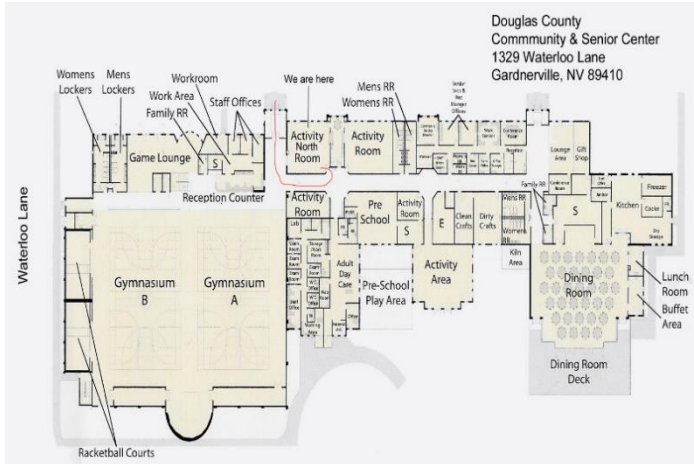 Douglas County
Commmunity & Senior Center
1329 Waterloo Lane
Gardnerville, NV 89410
Womens
Lockers
Mens
Lockers
Workroom
Work Area
Family RR
Staff Offices
We are here
Mens RR
Womens RR
Game Lounge
S
Activity
North
Room
Activity
Room
Lounge
Area
Gift
Shop
Reception Counter
Waterloo Lane
Activity
Room
Pre
School
Activity
Room
S
E
Clean
Crafts
Dirty
Crafts
Mens RR
Womens
RR
Family RR
S
Kitchen
Freezer
Cooler
Dry
Storage
Lab
Gymnasium
B
Gymnasium
A
Adult
Day
Care
Pre-School
Play Area
Activity
Area
Kiln
Area
Dining
Room
Lunch
Room
Buffet
Area
Dining Room
Deck
Racketball Courts